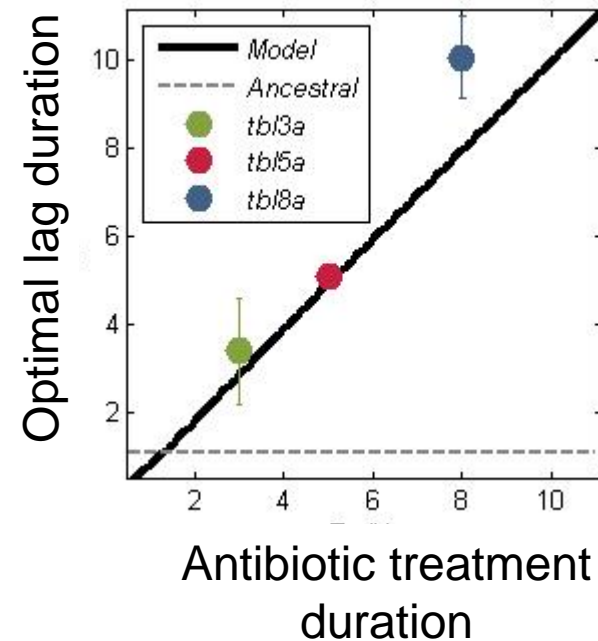 Optimal lag duration
10
8
6
4
2
Model
Ancestral
tbl3a
tbl5a
tbl8a
2 4 6 8 10
Antibiotic treatment
duration